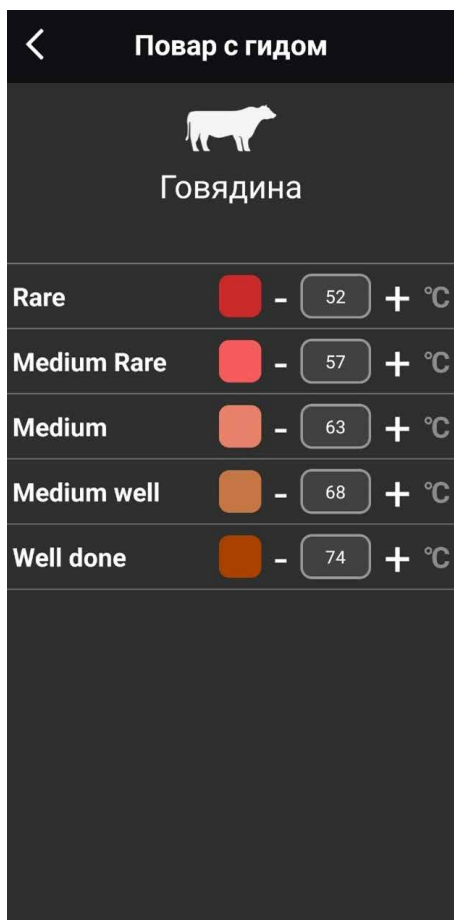 Повар с гидом
Говядина
Rare - 52 + °C
Medium Rare - 57 + °C
Medium - 63 + °C
Medium well - 68 + °C
Well done - 74 + °C